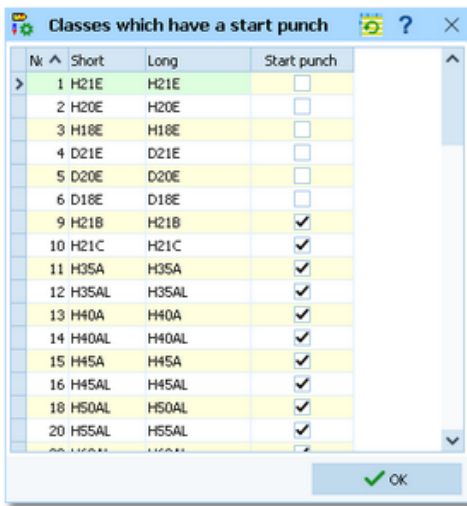 Classes which have a start punch ?
Nc Short Long Start punch
1 H21E H21E
2 H20E H20E
3 H18E H18E
4 D21E D21E
5 D20E D20E
6 D18E D18E
9 H21B H21B
10 H21C H21C
11 H35A H35A
12 H35AL H35AL
13 H40A H40A
14 H40AL H40AL
15 H45A H45A
16 H45AL H45AL
18 H50AL H50AL
20 H55AL H55AL
OK